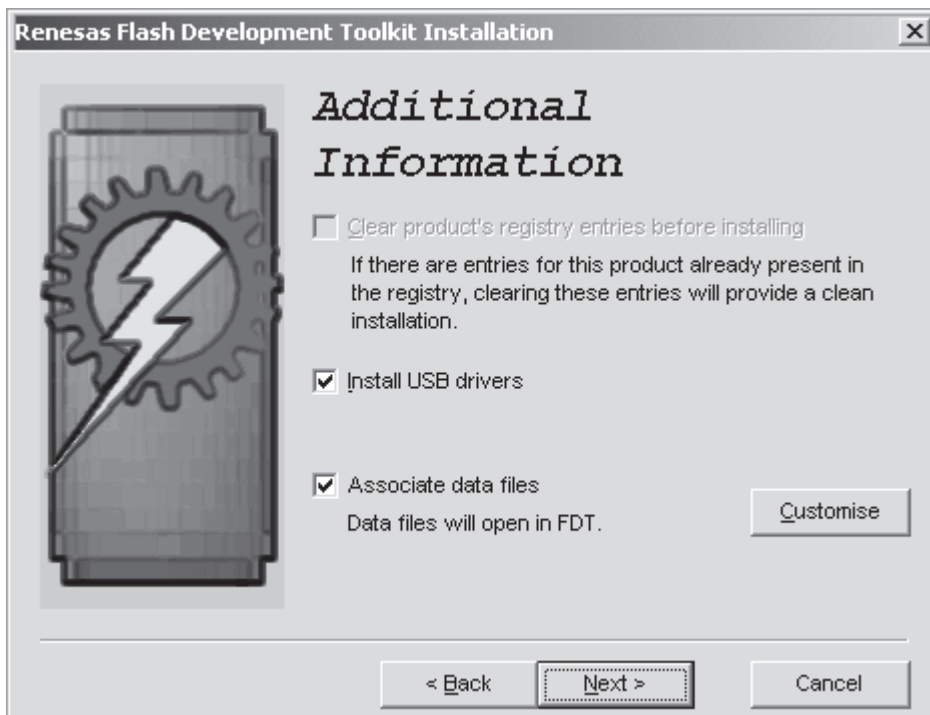 Renesas Flash Development Toolkit Installation
Additional
Information
Clear product's registry entries before installing
If there are entries for this product already present in
the registry, clearing these entries will provide a clean
installation.
Install USB drivers
Associate data files
Data files will open in FDT.
Customise
< Back
Next >
Cancel